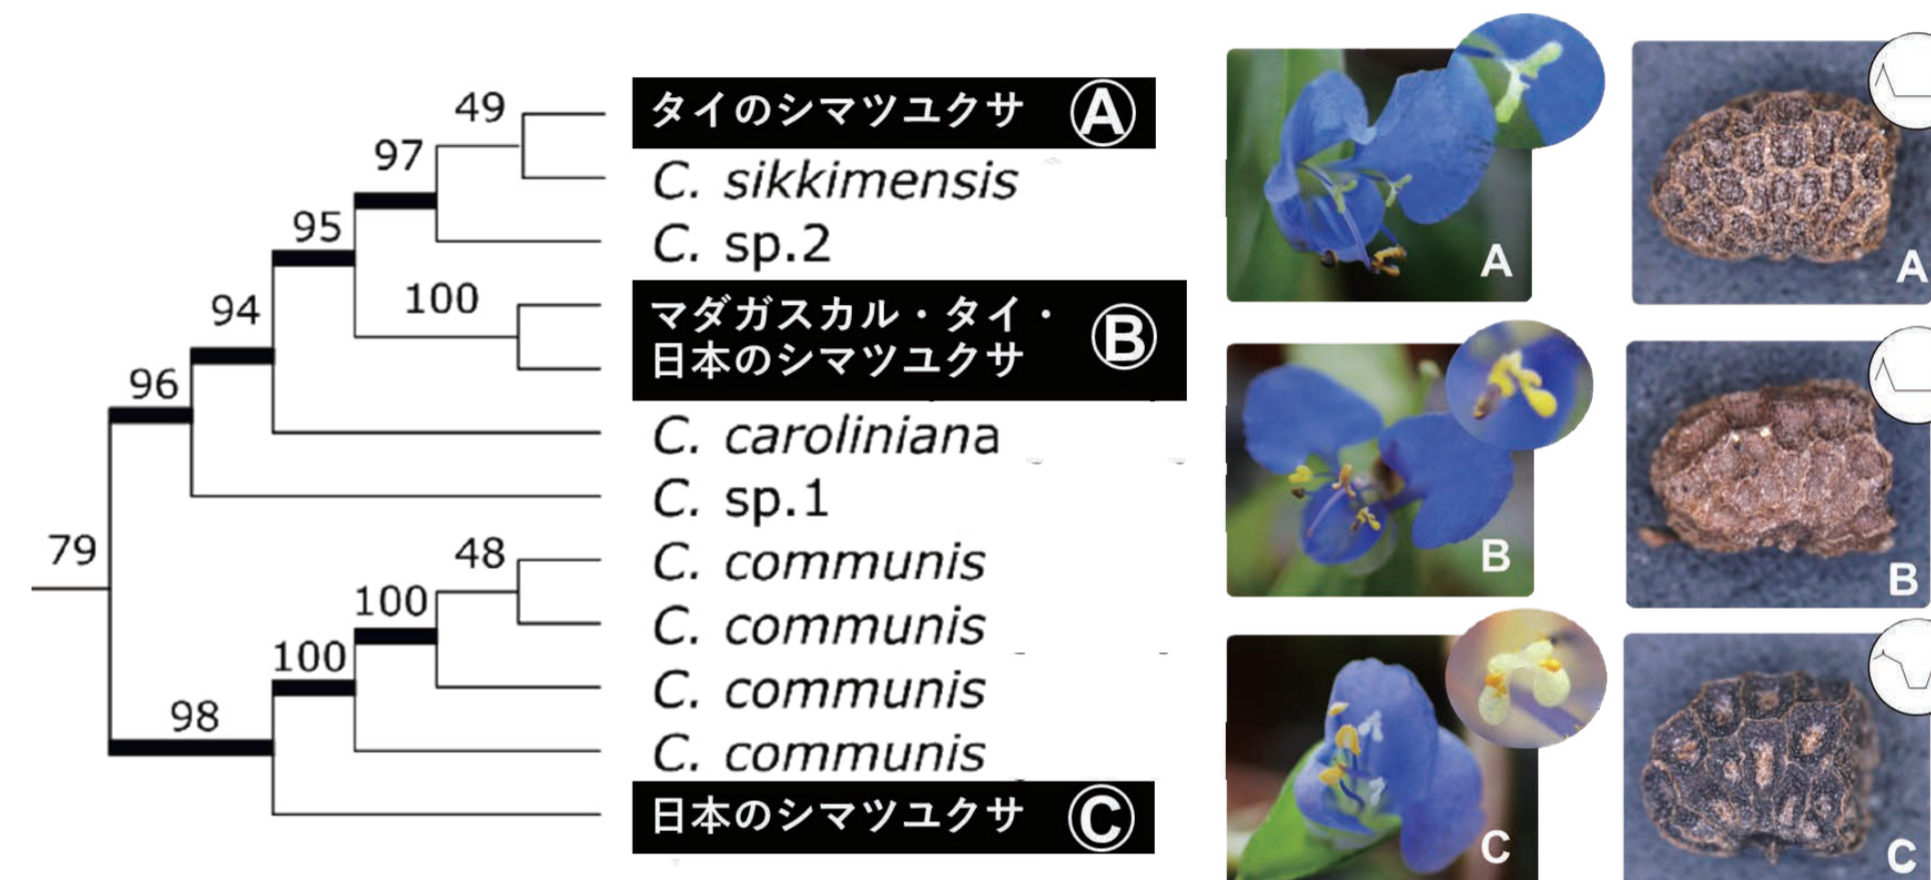 49
タイのシマツユクサ Ⓐ
97
C. sikkimensis
95
C. sp.2
94
100
マダガスカル・タイ・
日本のシマツユクサ Ⓑ
96
C. caroliniana
C. sp.1
79
48
C. communis
100
C. communis
100
C. communis
98
C. communis
日本のシマツユクサ Ⓒ
A
B
C
A
B
C